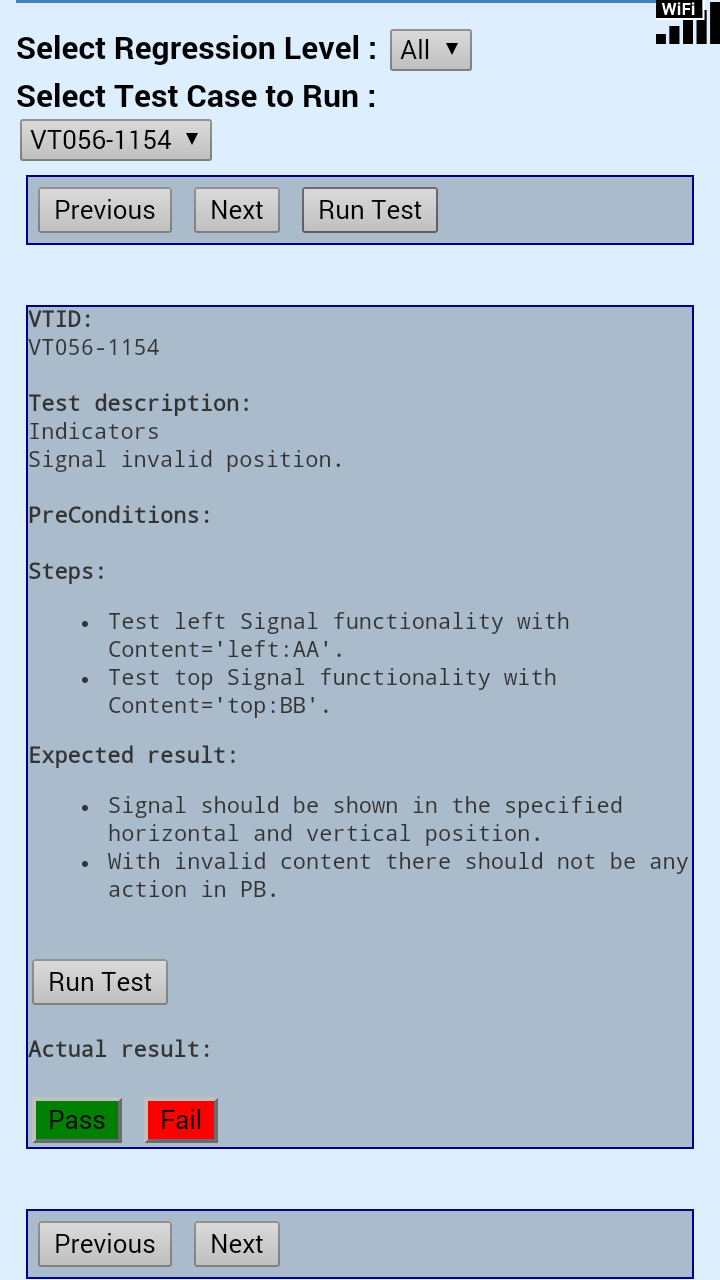 WiFi
Select Regression Level : All ▼
Select Test Case to Run :
VT056-1154 ▼
Previous Next Run Test
VTID:
VT056-1154
Test description:
Indicators
Signal invalid position.
PreConditions:
Steps:
• Test left Signal functionality with
Content='left:AA'.
• Test top Signal functionality with
Content='top:BB'.
Expected result:
• Signal should be shown in the specified
horizontal and vertical position.
• With invalid content there should not be any
action in PB.
Run Test
Actual result:
Pass Fail
Previous Next